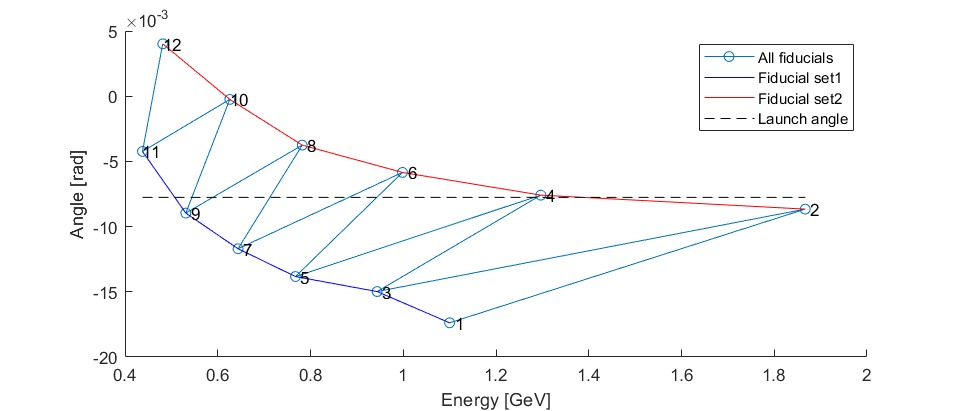 ×10⁻³
5
0
-5
-10
-15
-20
Angle [rad]
12
10
11
8
6
4
9
2
7
5
3
1
All fiducials
Fiducial set1
Fiducial set2
Launch angle
0.4 0.6 0.8 1 1.2 1.4 1.6 1.8 2
Energy [GeV]